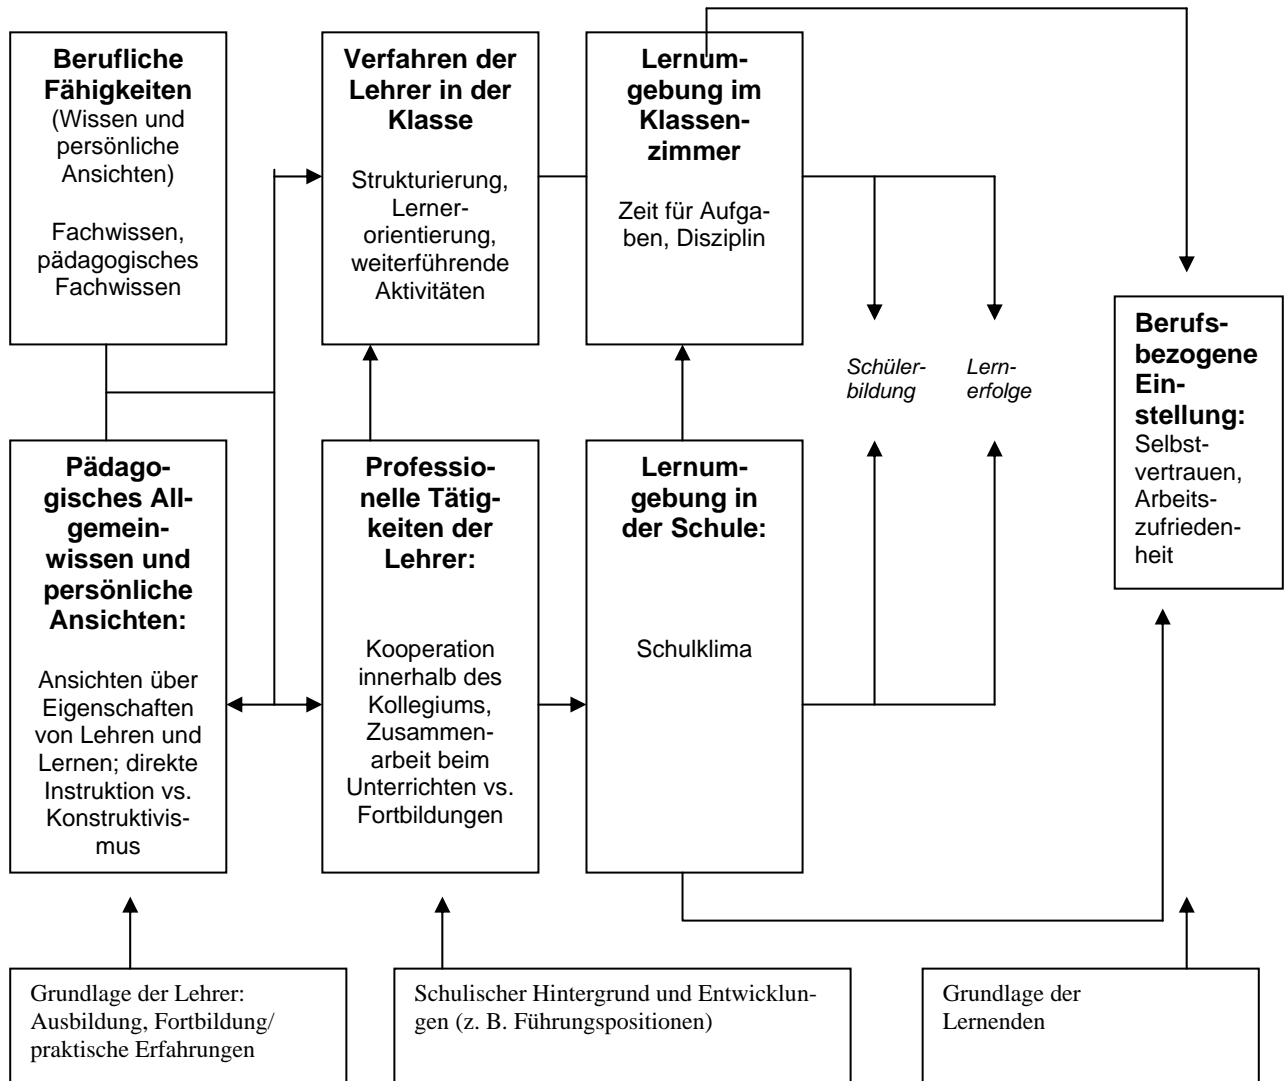 Berufliche
Fähigkeiten
(Wissen und
persönliche
Ansichten)
Fachwissen,
pädagogisches
Fachwissen
Verfahren der
Lehrer in der
Klasse
Strukturierung,
Lerner-
orientierung,
weiterführende
Aktivitäten
Lernum-
gebung im
Klassen-
zimmer
Zeit für Aufga-
ben, Disziplin
Schüler-
bildung
Lern-
erfolge
Berufs-
bezogene
Ein-
stellung:
Selbst-
vertrauen,
Arbeits-
zufrieden-
heit
Pädago-
gisches All-
gemein-
wissen und
persönliche
Ansichten:
Ansichten über
Eigenschaften
von Lehren und
Lernen; direkte
Instruktion vs.
Konstruktivis-
mus
Professio-
nelle Tätig-
keiten der
Lehrer:
Kooperation
innerhalb des
Kollegiums,
Zusammen-
arbeit beim
Unterrichten vs.
Fortbildungen
Lernum-
gebung in
der Schule:
Schulklima
Grundlage der Lehrer:
Ausbildung, Fortbildung/
praktische Erfahrungen
Schulischer Hintergrund und Entwicklun-
gen (z. B. Führungspositionen)
Grundlage der
Lernenden